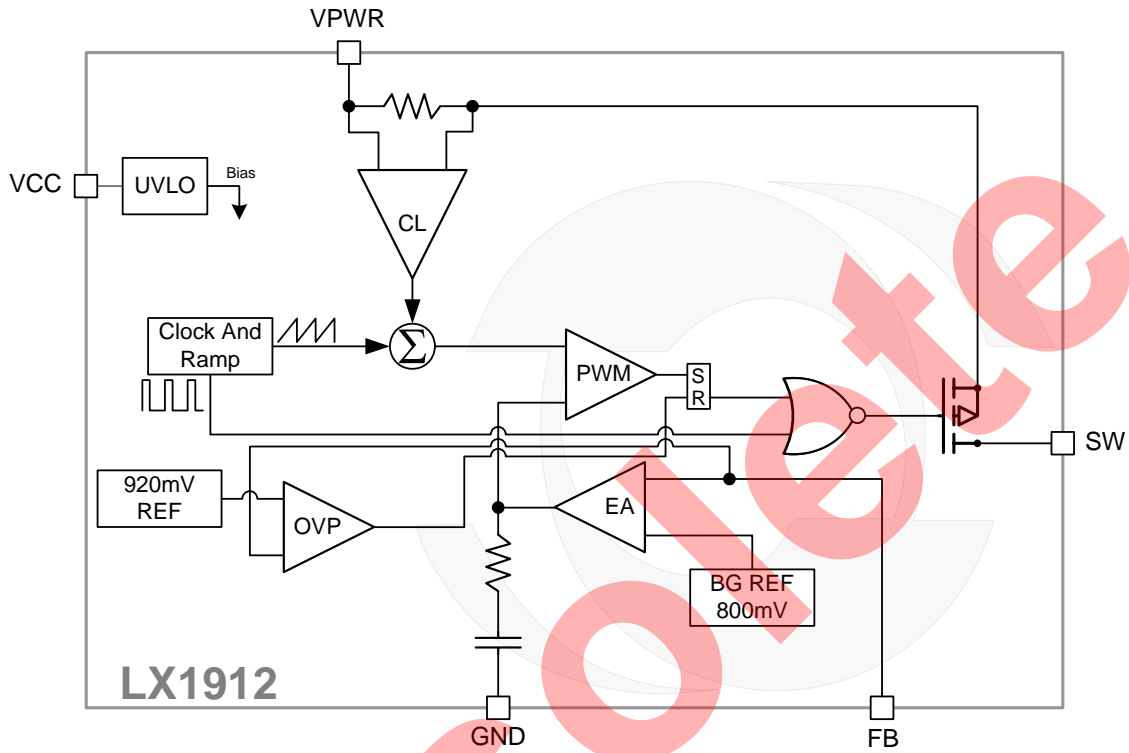 VPWR
VCC
UVLO
Bias
CL
Clock And
Ramp
Σ
PWM
S
R
SW
920mV
REF
OVP
EA
BG REF
800mV
LX1912
GND
FB
olete